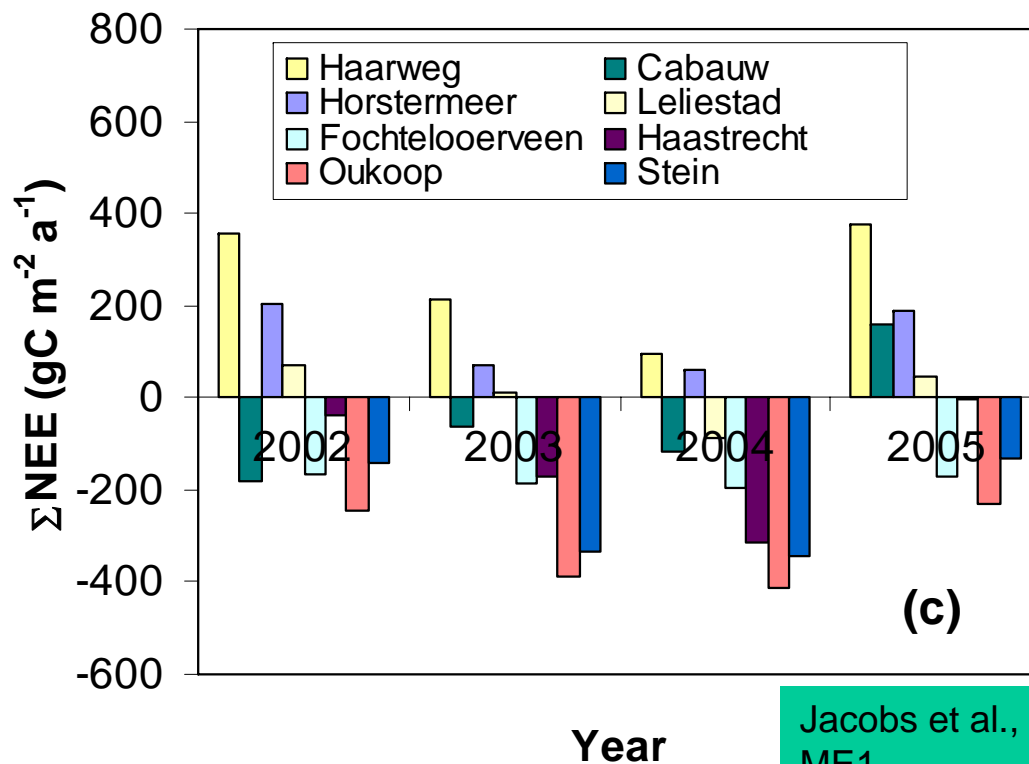 800
600
400
200
0
-200
-400
-600
ΣNEE (gC m-2 a-1)
Haarweg
Cabauw
Horstermeer
Leliestad
Fochtelooerveen
Haastrecht
Oukoop
Stein
2002
2003
2004
2005
(c)
Year
Jacobs et al.,